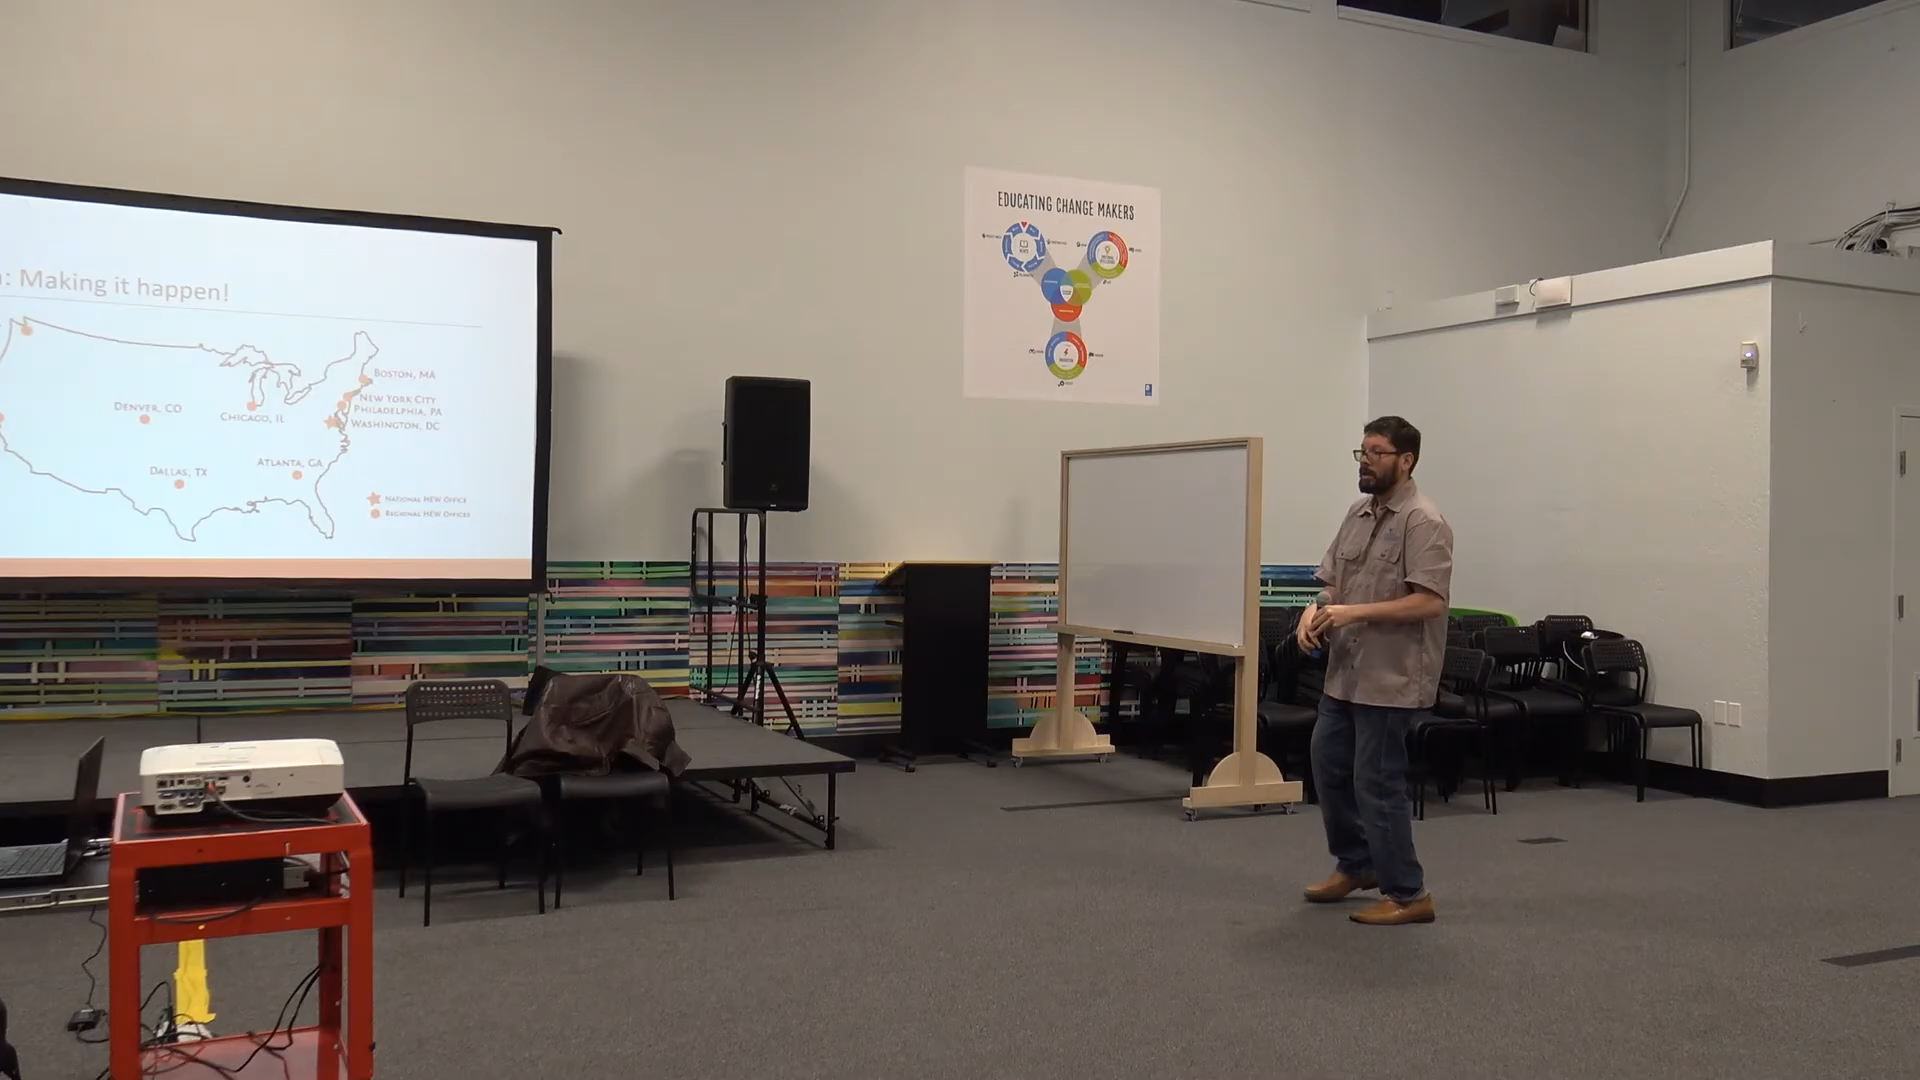 : Making it happen!
BOSTON, MA
NEW YORK CITY
DENVER, CO
PHILADELPHIA, PA
CHICAGO, IL
WASHINGTON, DC
ATLANTA, GA
DALLAS, TX
NATIONAL HEW OFFICE
REGIONAL HEW OFFICES
EDUCATING CHANGE MAKERS